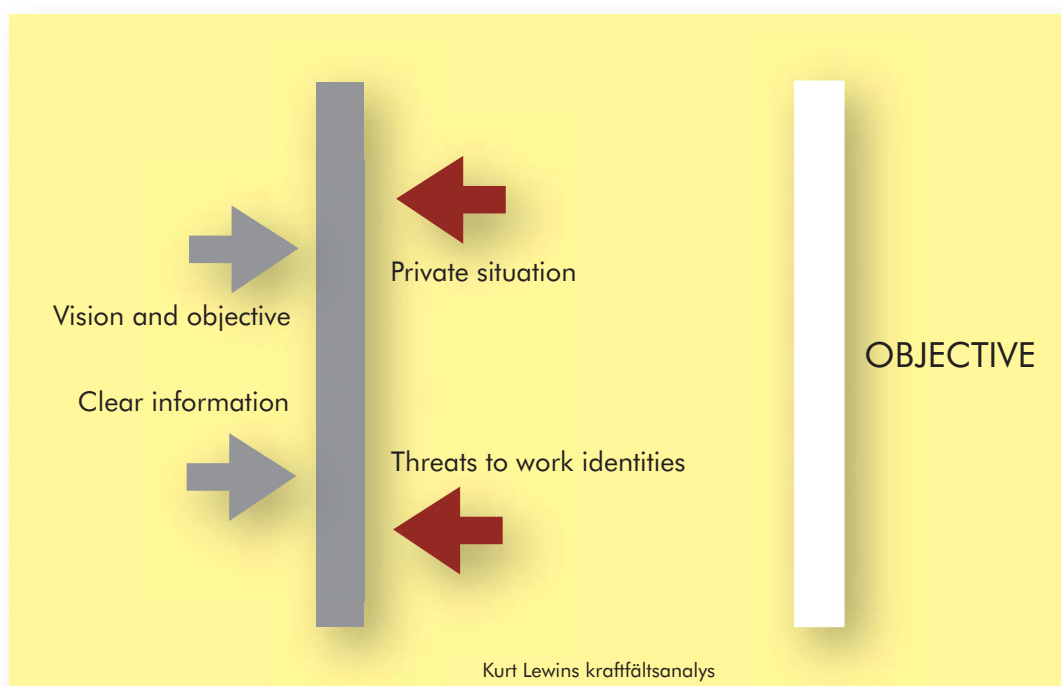 Private situation
Vision and objective
OBJECTIVE
Clear information
Threats to work identities
Kurt Lewins kraftfältsanalys